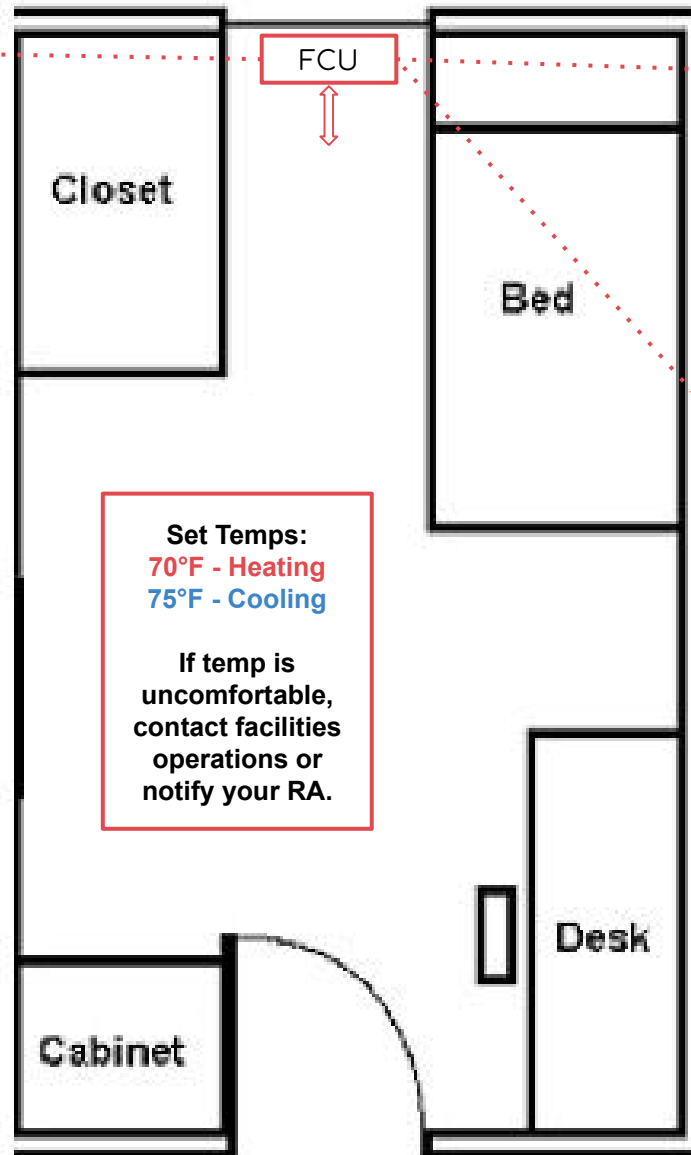 FCU
Closet
Bed
Set Temps:
70°F - Heating
75°F - Cooling
If temp is
uncomfortable,
contact facilities
operations or
notify your RA.
Desk
Cabinet